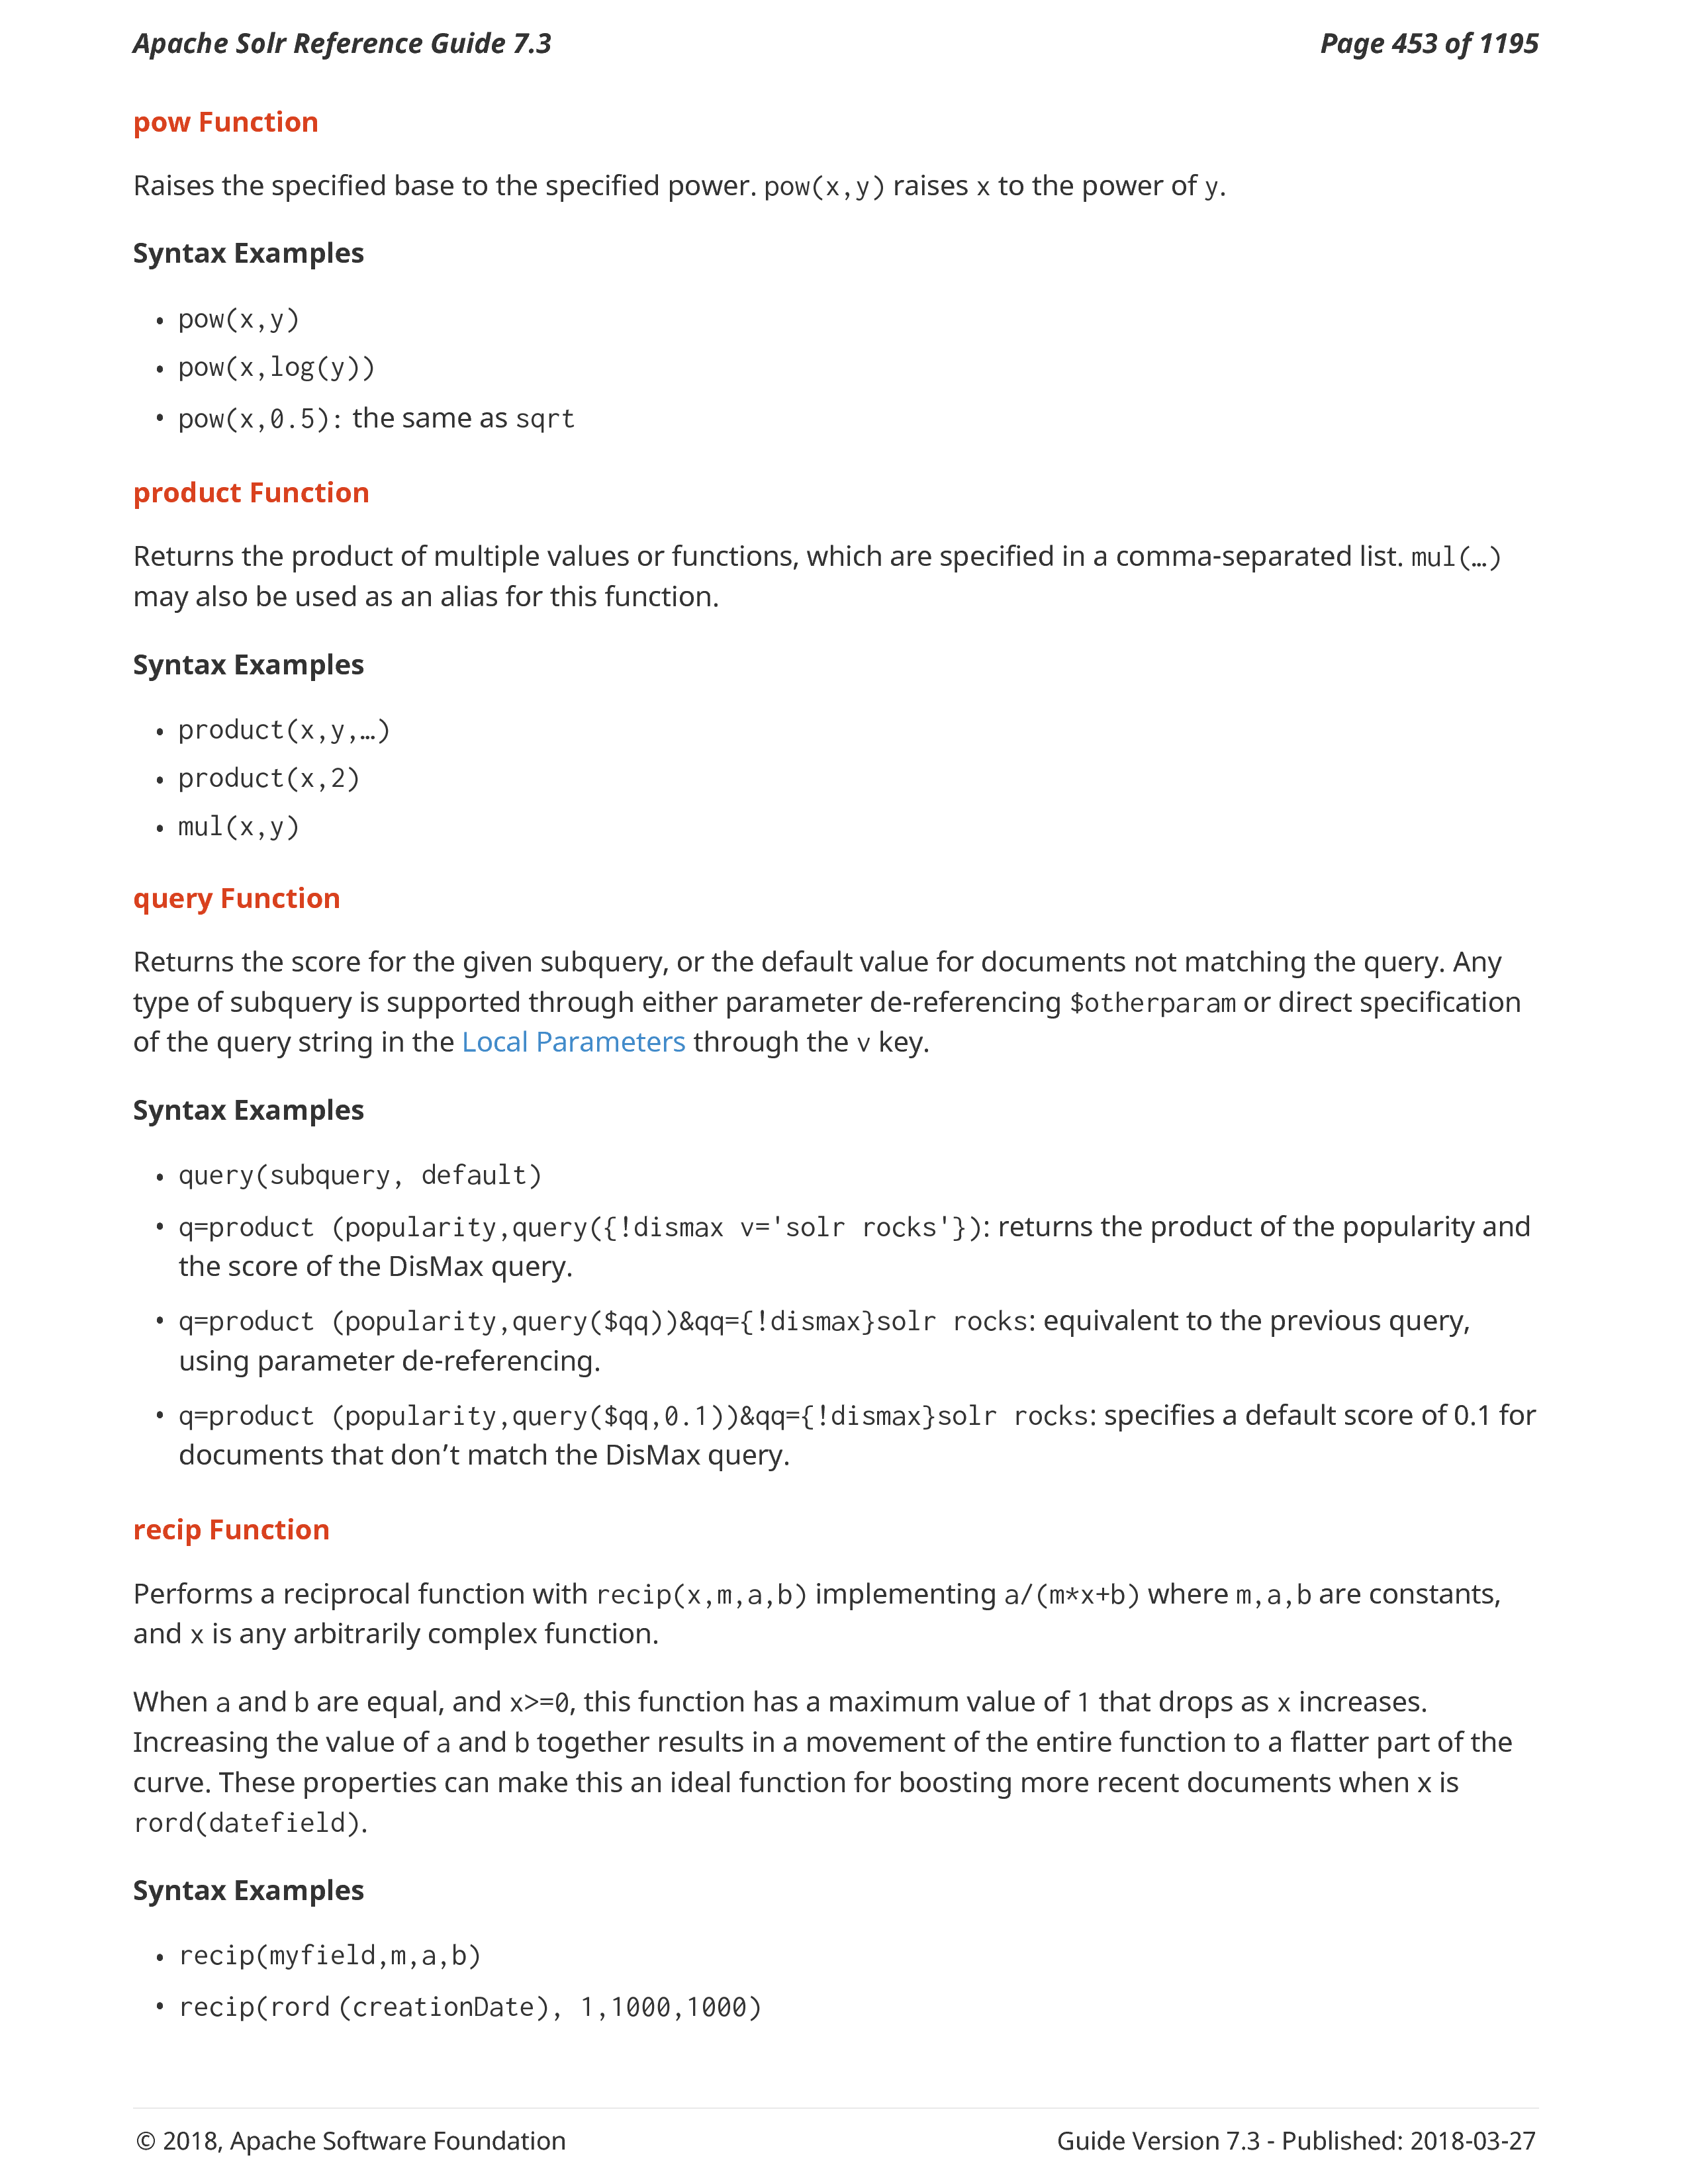 Apache Solr Reference Guide 7.3 Page 453 of 1195
pow Function
Raises the specified base to the specified power. pow(x,y) raises x to the power of y.
Syntax Examples
• pow(x,y)
• pow(x,log(y))
• pow(x,0.5): the same as sqrt
product Function
Returns the product of multiple values or functions, which are specified in a comma-separated list. mul(…)
may also be used as an alias for this function.
Syntax Examples
• product(x,y,…)
• product(x,2)
• mul(x,y)
query Function
Returns the score for the given subquery, or the default value for documents not matching the query. Any
type of subquery is supported through either parameter de-referencing $otherparam or direct specification
of the query string in the Local Parameters through the v key.
Syntax Examples
• query(subquery, default)
• q=product (popularity,query({!dismax v='solr rocks'}): returns the product of the popularity and
the score of the DisMax query.
• q=product (popularity,query($qq))&qq={!dismax}solr rocks: equivalent to the previous query,
using parameter de-referencing.
• q=product (popularity,query($qq,0.1))&qq={!dismax}solr rocks: specifies a default score of 0.1 for
documents that don’t match the DisMax query.
recip Function
Performs a reciprocal function with recip(x,m,a,b) implementing a/(m*x+b) where m,a,b are constants,
and x is any arbitrarily complex function.
When a and b are equal, and x>=0, this function has a maximum value of 1 that drops as x increases.
Increasing the value of a and b together results in a movement of the entire function to a flatter part of the
curve. These properties can make this an ideal function for boosting more recent documents when x is
rord(datefield).
Syntax Examples
• recip(myfield,m,a,b)
• recip(rord (creationDate), 1,1000,1000)
© 2018, Apache Software Foundation Guide Version 7.3 - Published: 2018-03-27